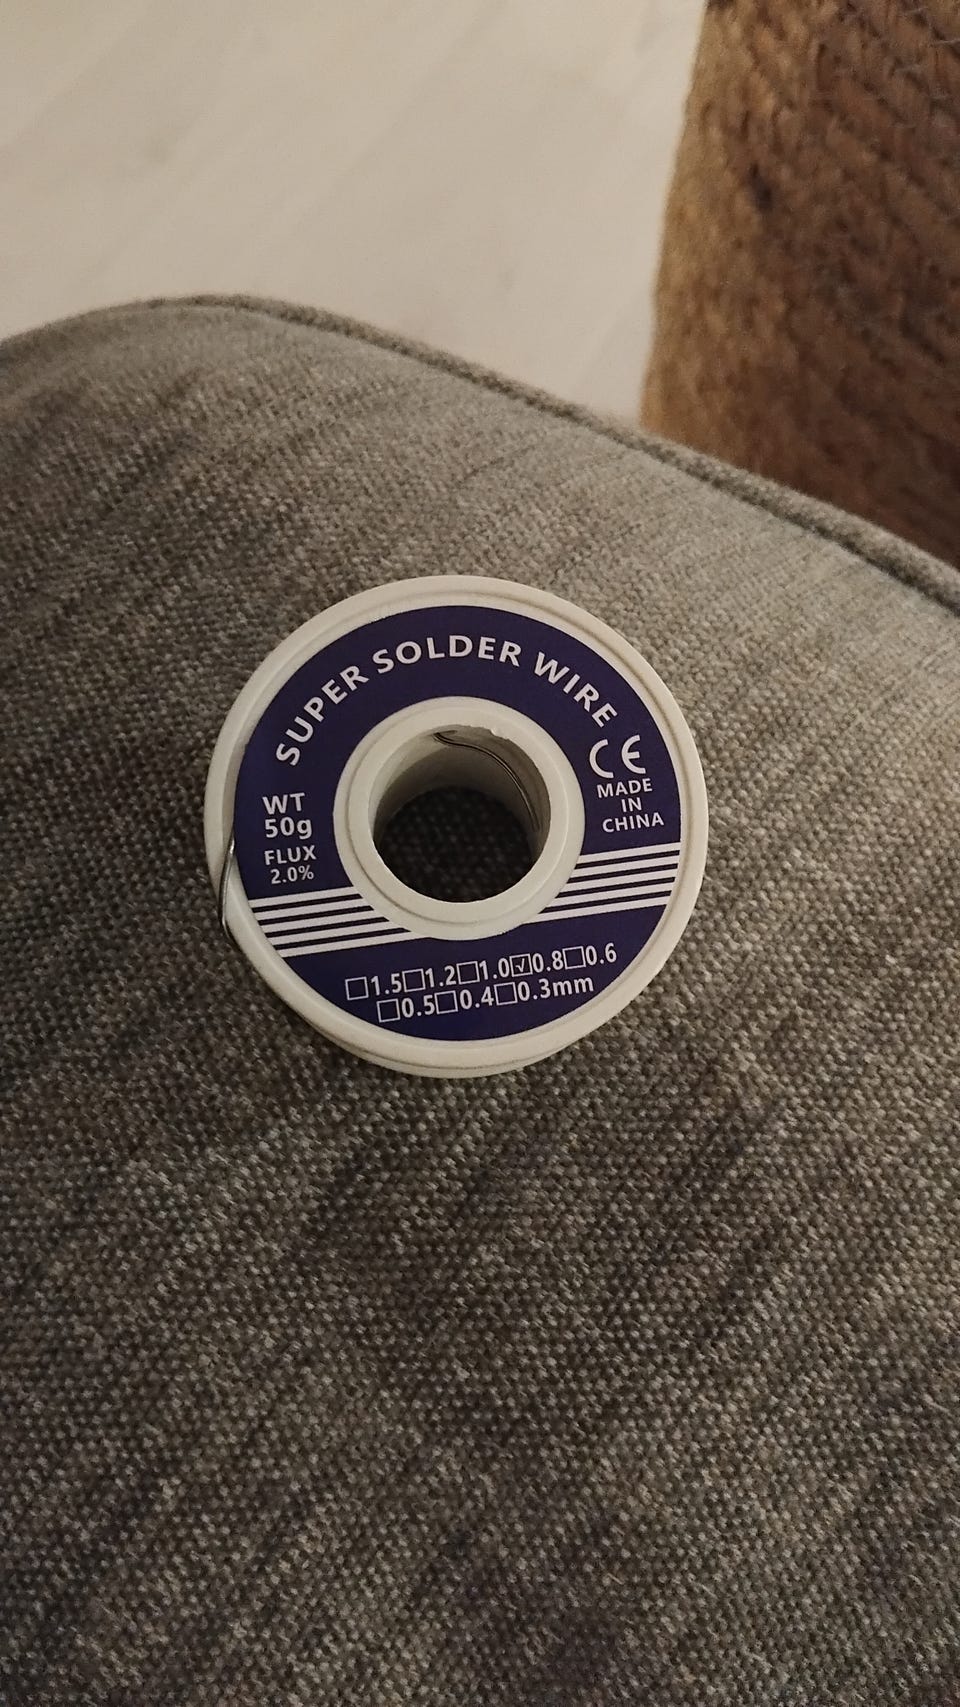 SUPER SOLDER WIRE
CE
MADE
IN
CHINA
WT
50g
FLUX
2.0%
☐1.5☐1.2☐1.0☑0.8☐0.6
☐0.5☐0.4☐0.3mm